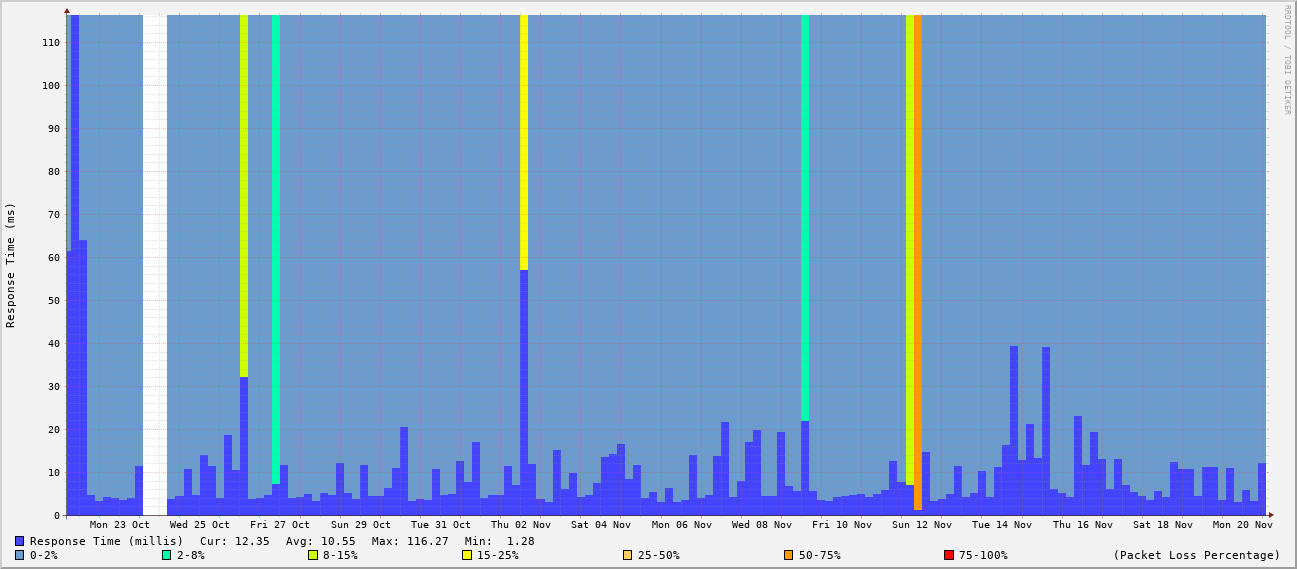 RRDTOOL / TOBI OETIKER
Response Time (ms)
110
100
90
80
70
60
50
40
30
20
10
0
Mon 23 Oct Wed 25 Oct Fri 27 Oct Sun 29 Oct Tue 31 Oct Thu 02 Nov Sat 04 Nov Mon 06 Nov Wed 08 Nov Fri 10 Nov Sun 12 Nov Tue 14 Nov Thu 16 Nov Sat 18 Nov Mon 20 Nov
Response Time (millis) Cur: 12.35 Avg: 10.55 Max: 116.27 Min: 1.28
0-2% 2-8% 8-15% 15-25% 25-50% 50-75% 75-100% (Packet Loss Percentage)